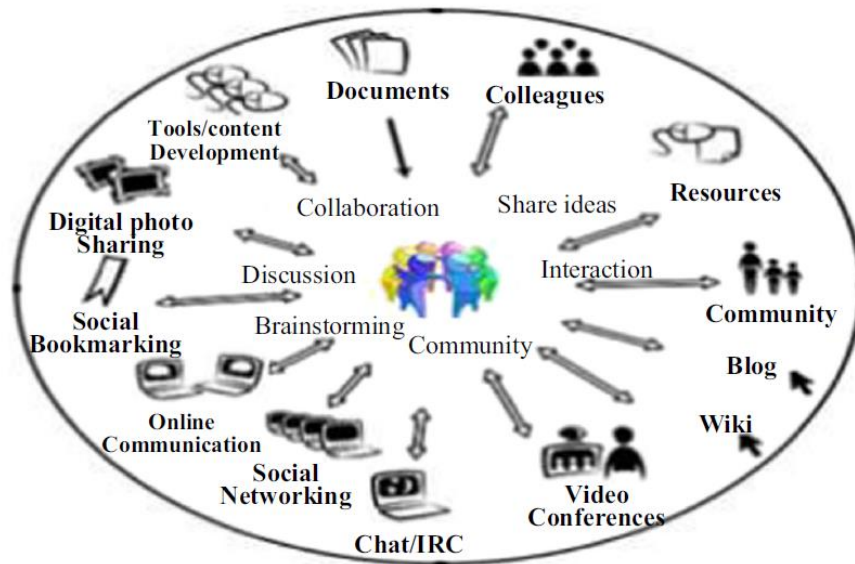 Documents
Colleagues
Tools/content
Development
Resources
Collaboration
Share ideas
Digital photo
Sharing
Discussion
Interaction
Social
Bookmarking
Brainstorming
Community
Community
Blog
Online
Communication
Wiki
Social
Networking
Video
Conferences
Chat/IRC